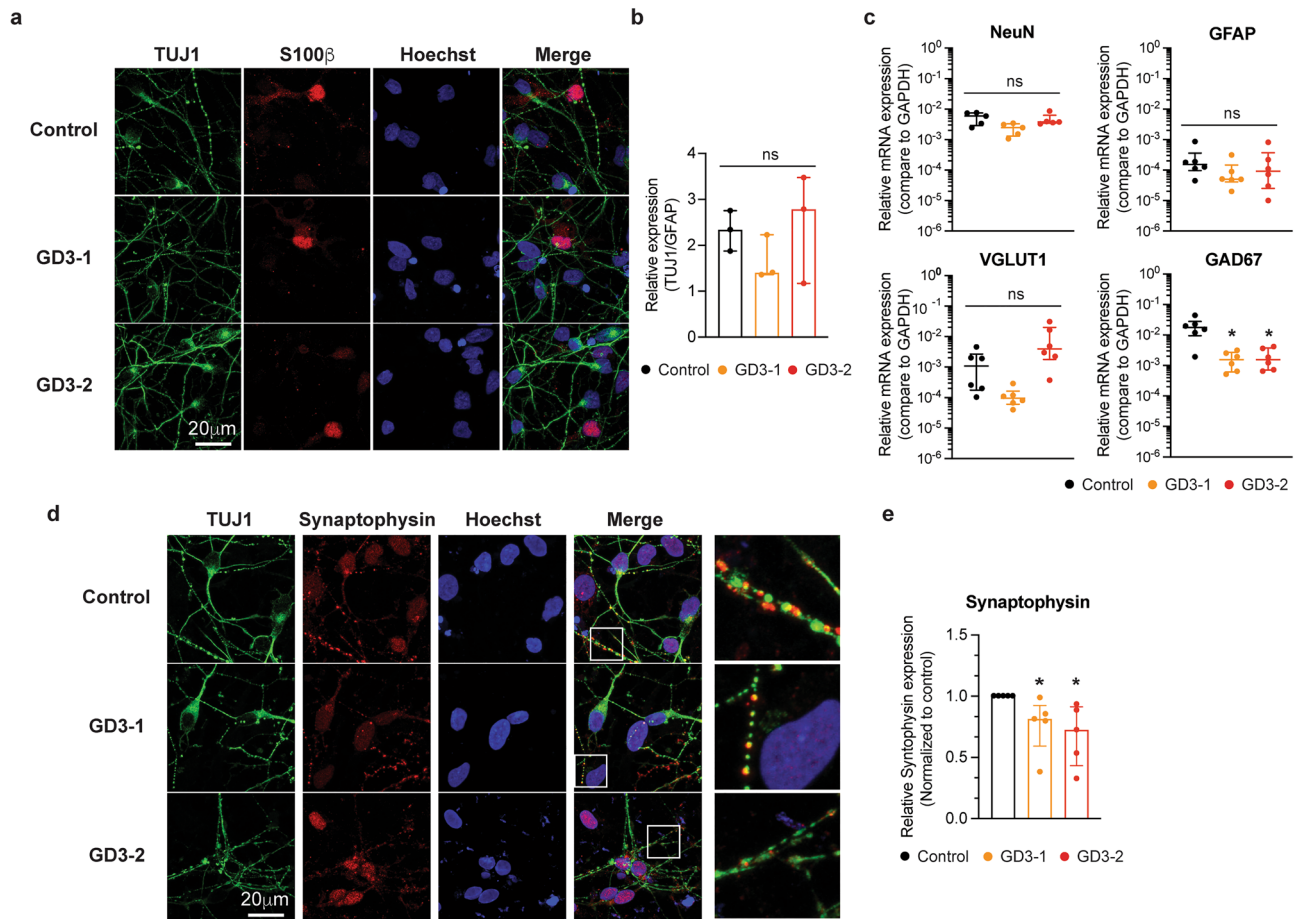 a
TUJ1 S100β Hoechst Merge
Control
GD3-1
GD3-2
20μm
b
Relative expression
(TUJ1/GFAP)
4
3
2
1
0
ns
Control GD3-1 GD3-2
c
NeuN
Relative mRNA expression
(compare to GAPDH)
10⁰
10⁻¹
10⁻²
10⁻³
10⁻⁴
10⁻⁵
10⁻⁶
ns
GFAP
Relative mRNA expression
(compare to GAPDH)
10⁰
10⁻¹
10⁻²
10⁻³
10⁻⁴
10⁻⁵
10⁻⁶
ns
VGLUT1
Relative mRNA expression
(compare to GAPDH)
10⁰
10⁻¹
10⁻²
10⁻³
10⁻⁴
10⁻⁵
10⁻⁶
ns
GAD67
Relative mRNA expression
(compare to GAPDH)
10⁰
10⁻¹
10⁻²
10⁻³
10⁻⁴
10⁻⁵
10⁻⁶
* *
Control GD3-1 GD3-2
d
TUJ1 Synaptophysin Hoechst Merge
Control
GD3-1
GD3-2
20μm
e
Synaptophysin
Relative Syntophysin expression
(Normalized to control)
1.5
1.0
0.5
0.0
* *
Control GD3-1 GD3-2